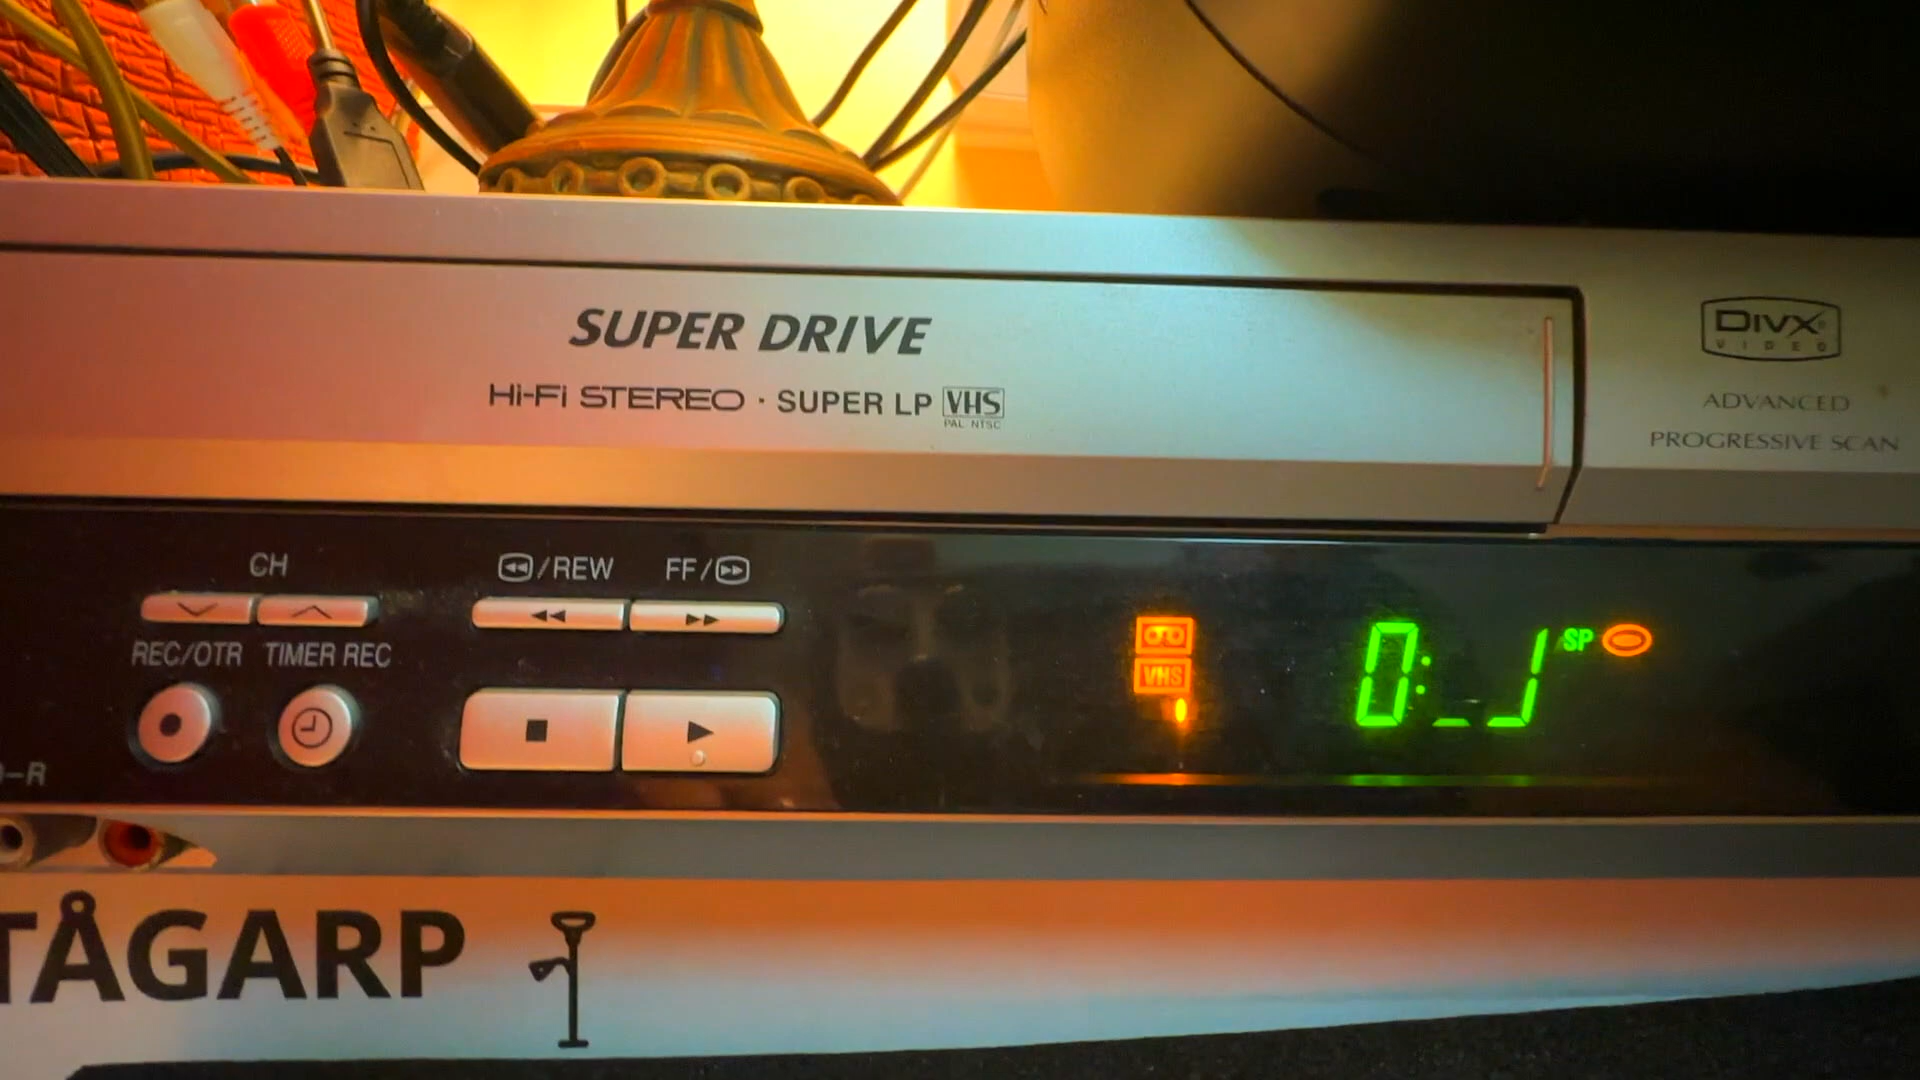 SUPER DRIVE
Hi-Fi STEREO · SUPER LP VHS
PAL NTSC
DIVX®
VIDEO
ADVANCED
PROGRESSIVE SCAN
CH
/REW FF/
REC/OTR TIMER REC
VHS
SP
-R
TÅGARP